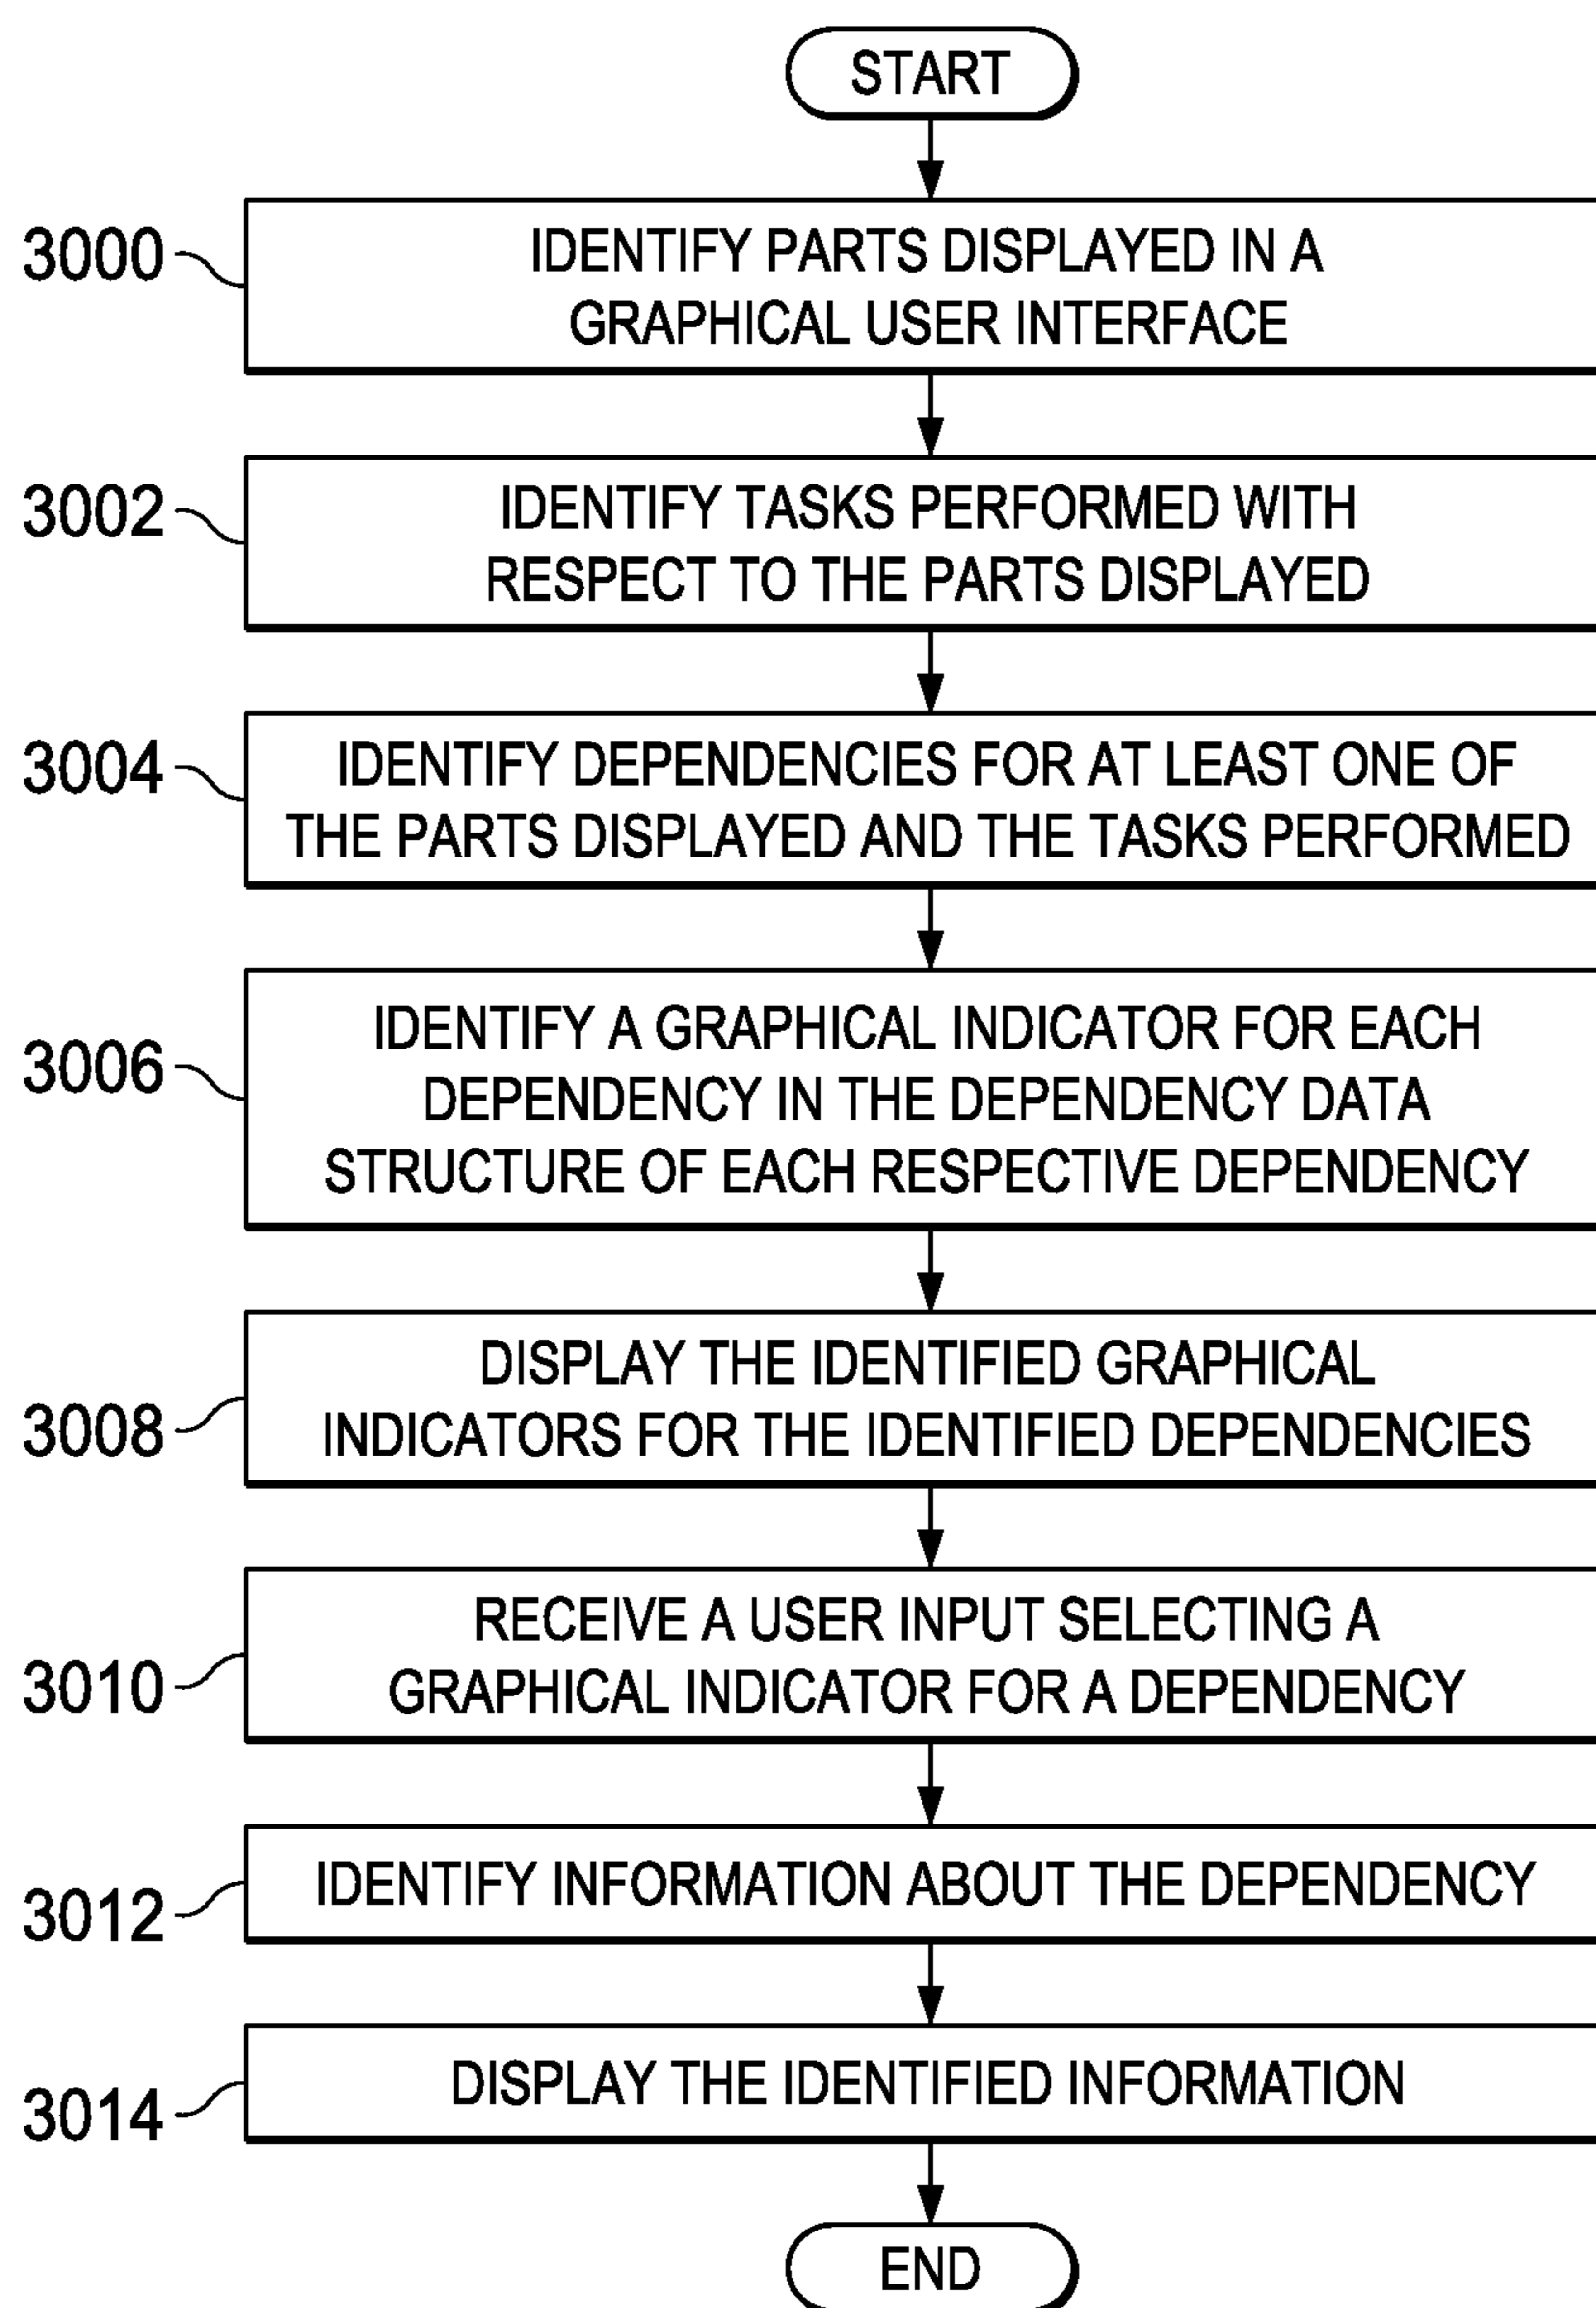 START
3000
IDENTIFY PARTS DISPLAYED IN A
GRAPHICAL USER INTERFACE
3002
IDENTIFY TASKS PERFORMED WITH
RESPECT TO THE PARTS DISPLAYED
3004
IDENTIFY DEPENDENCIES FOR AT LEAST ONE OF
THE PARTS DISPLAYED AND THE TASKS PERFORMED
3006
IDENTIFY A GRAPHICAL INDICATOR FOR EACH
DEPENDENCY IN THE DEPENDENCY DATA
STRUCTURE OF EACH RESPECTIVE DEPENDENCY
3008
DISPLAY THE IDENTIFIED GRAPHICAL
INDICATORS FOR THE IDENTIFIED DEPENDENCIES
3010
RECEIVE A USER INPUT SELECTING A
GRAPHICAL INDICATOR FOR A DEPENDENCY
3012
IDENTIFY INFORMATION ABOUT THE DEPENDENCY
3014
DISPLAY THE IDENTIFIED INFORMATION
END